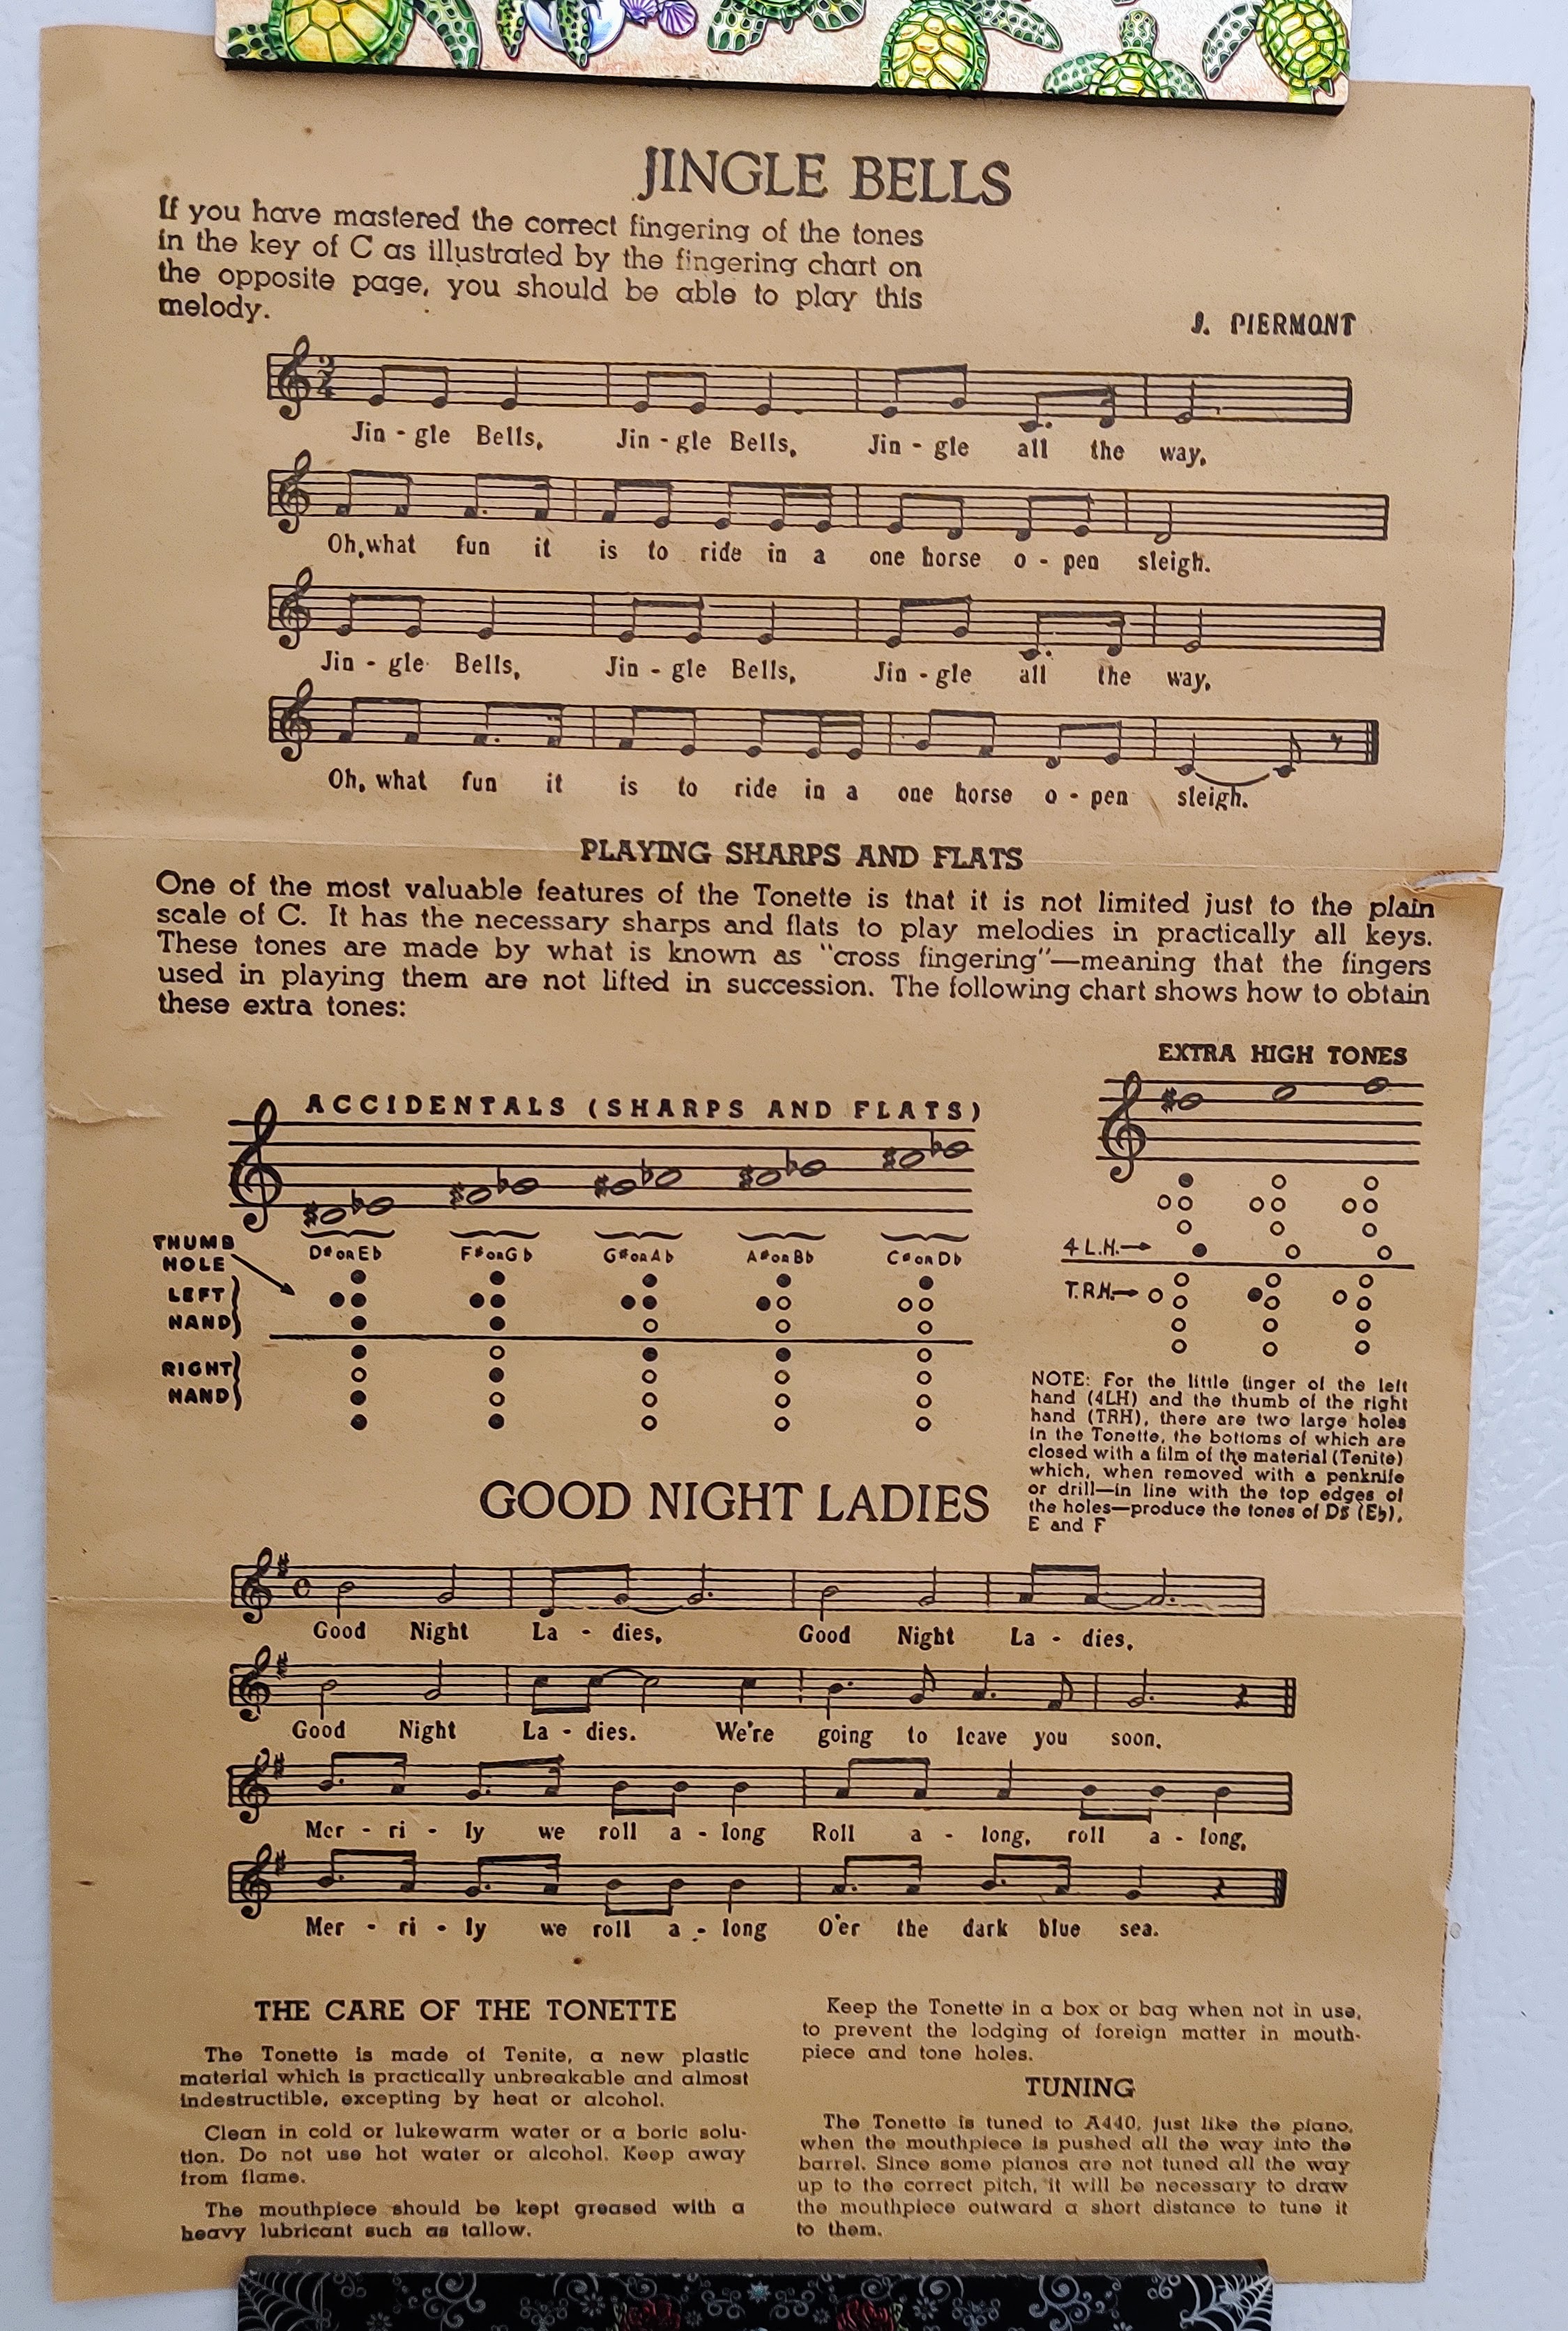 JINGLE BELLS
If you have mastered the correct fingering of the tones
in the key of C as illustrated by the fingering chart on
the opposite page, you should be able to play this
melody.
J. PIERMONT
Jin - gle Bells, Jin - gle Bells, Jin - gle all the way,
Oh, what fun it is to ride in a one horse o - pen sleigh.
Jin - gle Bells, Jin - gle Bells, Jin - gle all the way,
Oh, what fun it is to ride in a one horse o - pen sleigh.
PLAYING SHARPS AND FLATS
One of the most valuable features of the Tonette is that it is not limited just to the plain
scale of C. It has the necessary sharps and flats to play melodies in practically all keys.
These tones are made by what is known as "cross fingering"—meaning that the fingers
used in playing them are not lifted in succession. The following chart shows how to obtain
these extra tones:
EXTRA HIGH TONES
ACCIDENTALS (SHARPS AND FLATS)
THUMB
HOLE
D♯ OR E♭ F♯ OR G♭ G♯ OR A♭ A♯ OR B♭ C♯ OR D♭
LEFT
HAND
RIGHT
HAND
4 L.H.
T.R.H.
NOTE: For the little finger of the left
hand (4LH) and the thumb of the right
hand (TRH), there are two large holes
in the Tonette, the bottoms of which are
closed with a film of the material (Tenite)
which, when removed with a penknife
or drill—in line with the top edges of
the holes—produce the tones of D♯ (E♭),
E and F
GOOD NIGHT LADIES
Good Night La - dies, Good Night La - dies,
Good Night La - dies. We're going to leave you soon.
Mer - ri - ly we roll a - long Roll a - long, roll a - long,
Mer - ri - ly we roll a - long O'er the dark blue sea.
THE CARE OF THE TONETTE
The Tonette is made of Tenite, a new plastic
material which is practically unbreakable and almost
indestructible, excepting by heat or alcohol.
Clean in cold or lukewarm water or a boric solu-
tion. Do not use hot water or alcohol. Keep away
from flame.
The mouthpiece should be kept greased with a
heavy lubricant such as tallow.
Keep the Tonette in a box or bag when not in use,
to prevent the lodging of foreign matter in mouth-
piece and tone holes.
TUNING
The Tonette is tuned to A440, just like the piano,
when the mouthpiece is pushed all the way into the
barrel. Since some pianos are not tuned all the way
up to the correct pitch, it will be necessary to draw
the mouthpiece outward a short distance to tune it
to them.